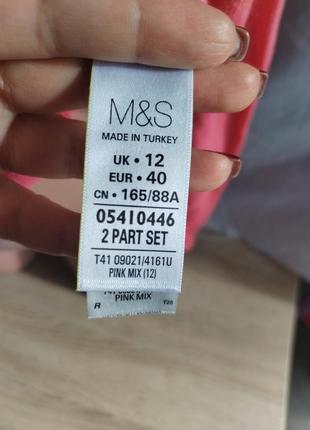 M&S
MADE IN TURKEY
UK • 12
EUR • 40
CN • 165/88A
05410446
2 PART SET
T41 09021/4161U
PINK MIX (12)
PINK MIX
R